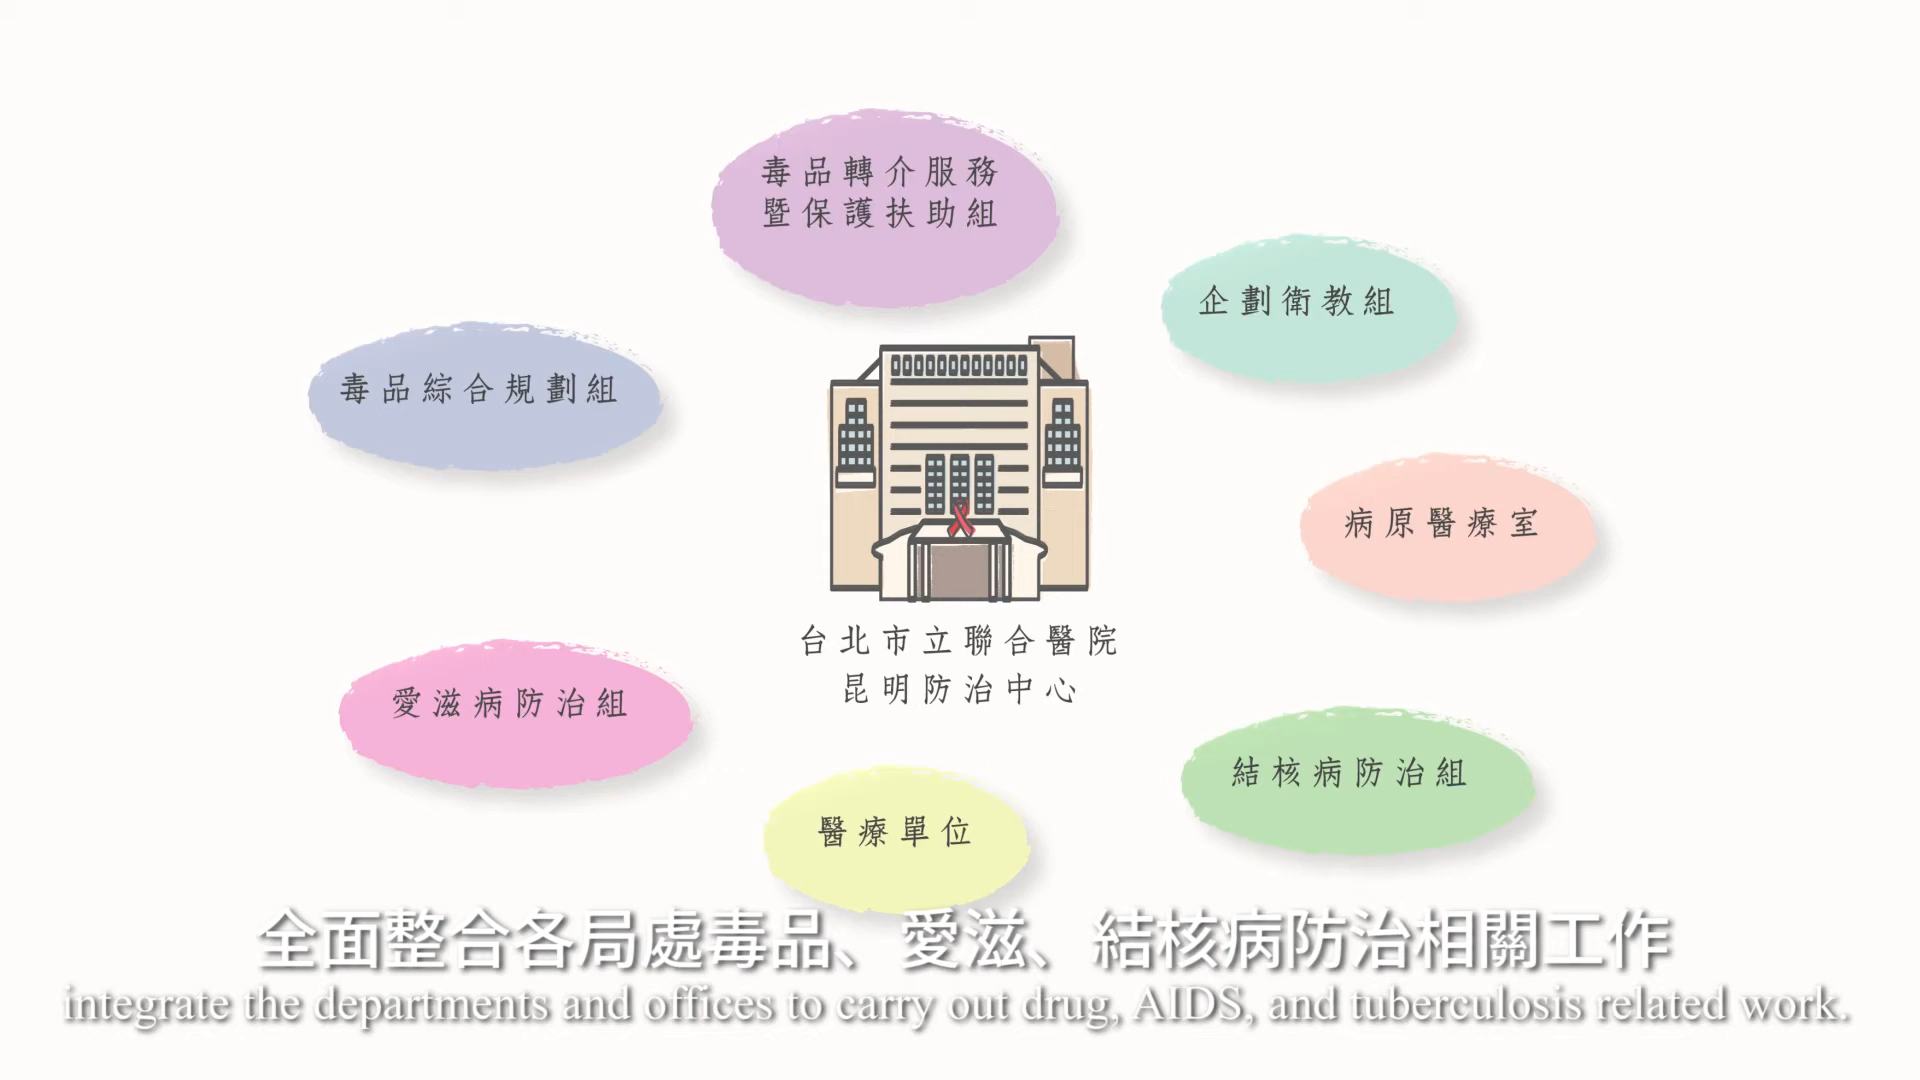 毒品轉介服務
暨保護扶助組
企劃衛教組
毒品綜合規劃組
病原醫療室
台北市立聯合醫院
昆明防治中心
愛滋病防治組
結核病防治組
醫療單位
全面整合各局處毒品、愛滋、結核病防治相關工作
integrate the departments and offices to carry out drug, AIDS, and tuberculosis related work.